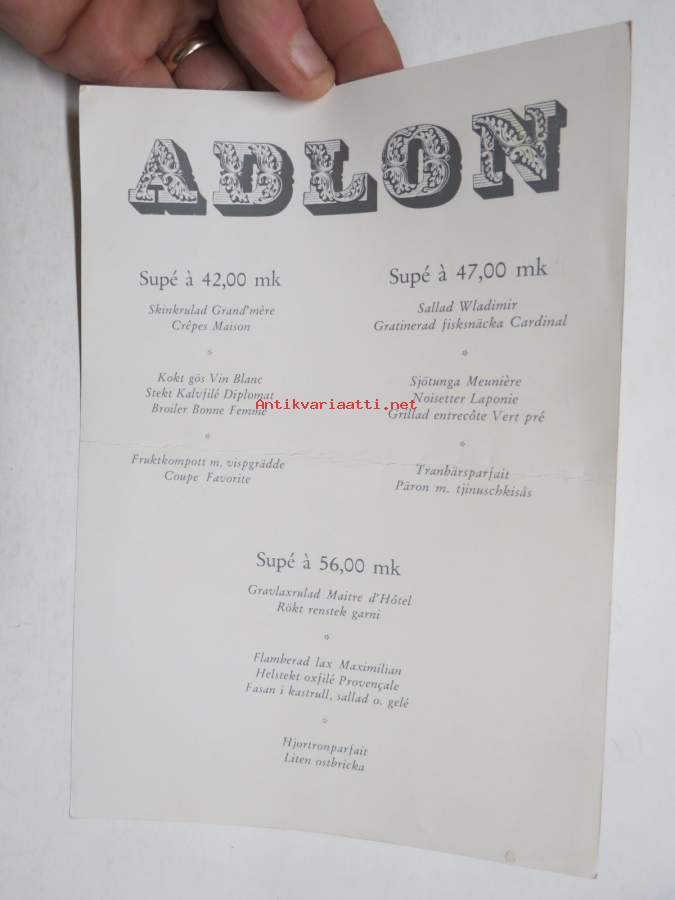 ADLON
Supé à 42,00 mk
Skinkrulad Grand'mère
Crêpes Maison
*
Kokt gös Vin Blanc
Stekt Kalvfilé Diplomat
Broiler Bonne Femme
*
Fruktkompott m. vispgrädde
Coupe Favorite
Supé à 47,00 mk
Sallad Wladimir
Gratinerad fisksnäcka Cardinal
*
Sjötunga Meunière
Noisetter Laponie
Grillad entrecôte Vert pré
*
Tranbärsparfait
Päron m. tjinuschkisås
Antikvariaatti.net
Supé à 56,00 mk
Gravlaxrulad Maitre d'Hôtel
Rökt renstek garni
*
Flamberad lax Maximilian
Helstekt oxfilé Provençale
Fasan i kastrull, sallad o. gelé
*
Hjortronparfait
Liten ostbricka